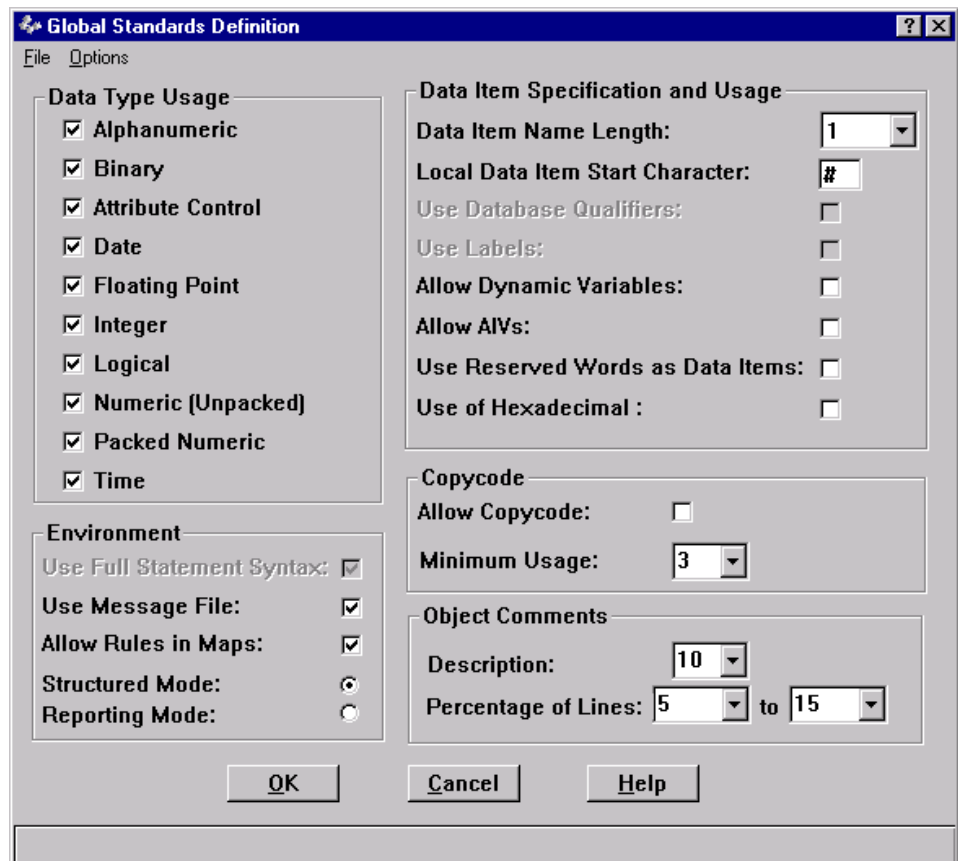 Global Standards Definition
File Options
Data Type Usage
Alphanumeric
Binary
Attribute Control
Date
Floating Point
Integer
Logical
Numeric (Unpacked)
Packed Numeric
Time
Environment
Use Full Statement Syntax:
Use Message File:
Allow Rules in Maps:
Structured Mode:
Reporting Mode:
Data Item Specification and Usage
Data Item Name Length: 1
Local Data Item Start Character: #
Use Database Qualifiers:
Use Labels:
Allow Dynamic Variables:
Allow AIVs:
Use Reserved Words as Data Items:
Use of Hexadecimal :
Copycode
Allow Copycode:
Minimum Usage: 3
Object Comments
Description: 10
Percentage of Lines: 5 to 15
OK Cancel Help